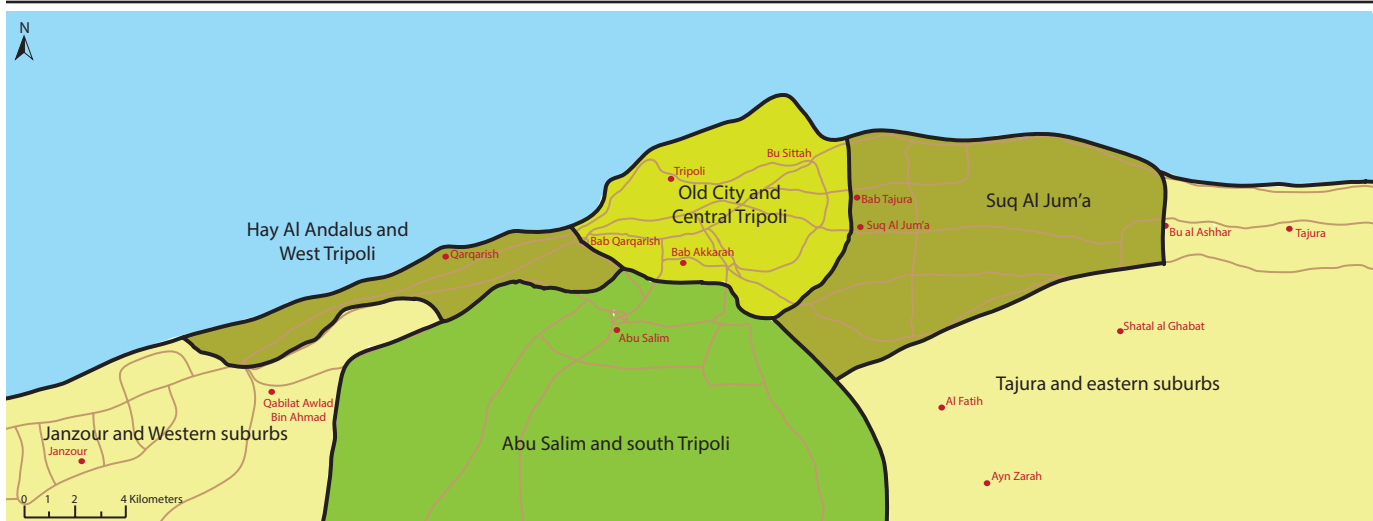 N
Bu Sittah
Tripoli
Old City and
Central Tripoli
Bab Tajura
Suq Al Jum'a
Suq Al Jum'a
Bu al Ashhar
Tajura
Hay Al Andalus and
West Tripoli
Qarqarish
Bab Qarqarish
Bab Akkarah
Abu Salim
Shatal al Ghabat
Tajura and eastern suburbs
Al Fatih
Qabilat Awlad
Bin Ahmad
Janzour and Western suburbs
Janzour
Abu Salim and south Tripoli
Ayn Zarah
0 1 2 4 Kilometers